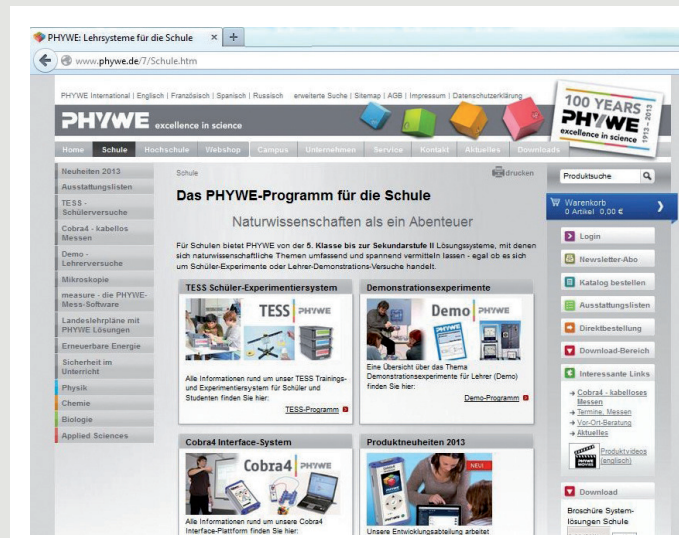 PHYWE: Lehrsysteme für die Schule × +
www.phywe.de/7/Schule.htm
PHYWE International | Englisch | Französisch | Spanisch | Russisch erweiterte Suche | Sitemap | AGB | Impressum | Datenschutzerklärung
PHYWE excellence in science
100 YEARS
PHYWE
excellence in science
1913 – 2013
Home Schule Hochschule Webshop Campus Unternehmen Service Kontakt Aktuelles Downloads
Neuheiten 2013
Ausstattungslisten
TESS -
Schülerversuche
Cobra4 - kabellos
Messen
Demo -
Lehrerversuche
Mikroskopie
measure - die PHYWE-
Mess-Software
Landeslehrpläne mit
PHYWE Lösungen
Erneuerbare Energie
Sicherheit im
Unterricht
Physik
Chemie
Biologie
Applied Sciences
Schule
drucken
Das PHYWE-Programm für die Schule
Naturwissenschaften als ein Abenteuer
Für Schulen bietet PHYWE von der 5. Klasse bis zur Sekundarstufe II Lösungssysteme, mit denen
sich naturwissenschaftliche Themen umfassend und spannend vermitteln lassen - egal ob es sich
um Schüler-Experimente oder Lehrer-Demonstrations-Versuche handelt.
TESS Schüler-Experimentiersystem
TESS PHYWE
Alle Informationen rund um unser TESS Trainings-
und Experimentiersystem für Schüler und
Studenten finden Sie hier:
TESS-Programm
Demonstrationsexperimente
Demo PHYWE
Eine Übersicht über das Thema
Demonstrationsexperimente für Lehrer (Demo)
finden Sie hier:
Demo-Programm
Cobra4 Interface-System
Cobra4 PHYWE
Alle Informationen rund um unsere Cobra4
Interface-Plattform finden Sie hier:
Produktneuheiten 2013
NEU!
Unsere Entwicklungsabteilung arbeitet
Produktsuche
Warenkorb
0 Artikel 0,00 €
Login
Newsletter-Abo
Katalog bestellen
Ausstattungslisten
Direktbestellung
Download-Bereich
Interessante Links
Cobra4 - kabelloses
Messen
Termine, Messen
Vor-Ort-Beratung
Aktuelles
Produktvideos
(englisch)
Download
Broschüre System-
lösungen Schule